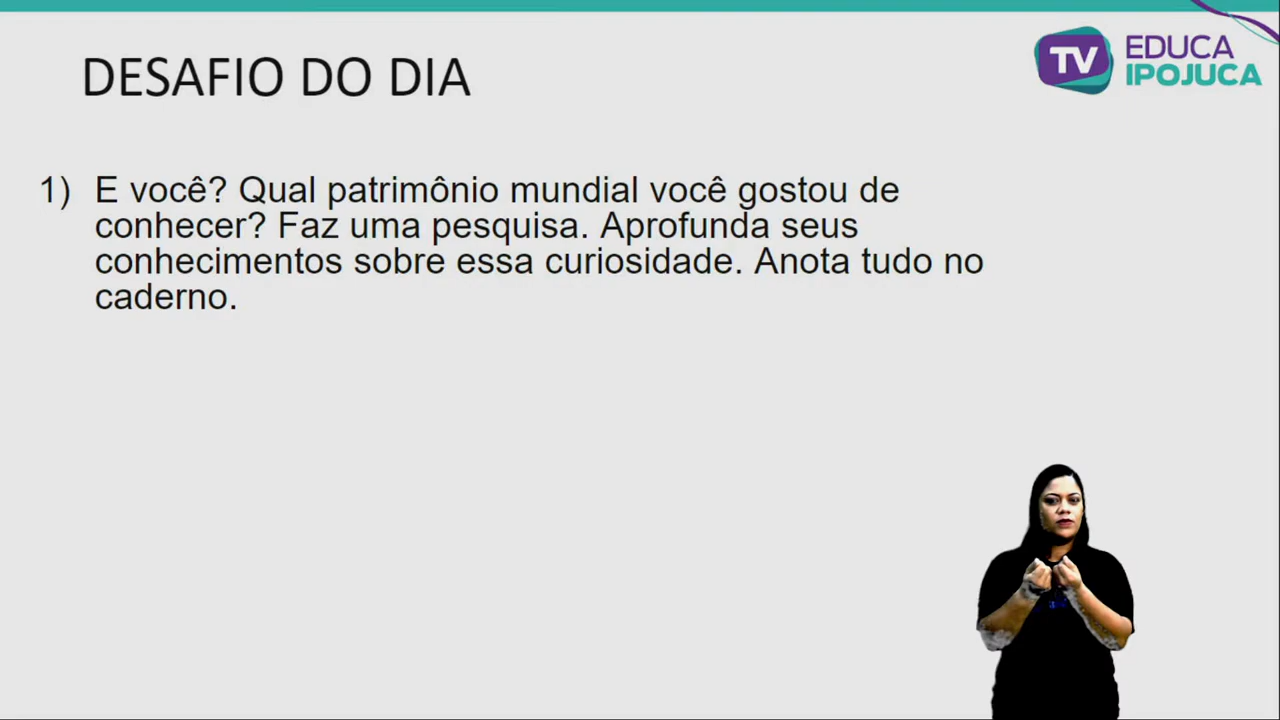 DESAFIO DO DIA
TV EDUCA
IPOJUCA
1) E você? Qual patrimônio mundial você gostou de
conhecer? Faz uma pesquisa. Aprofunda seus
conhecimentos sobre essa curiosidade. Anota tudo no
caderno.